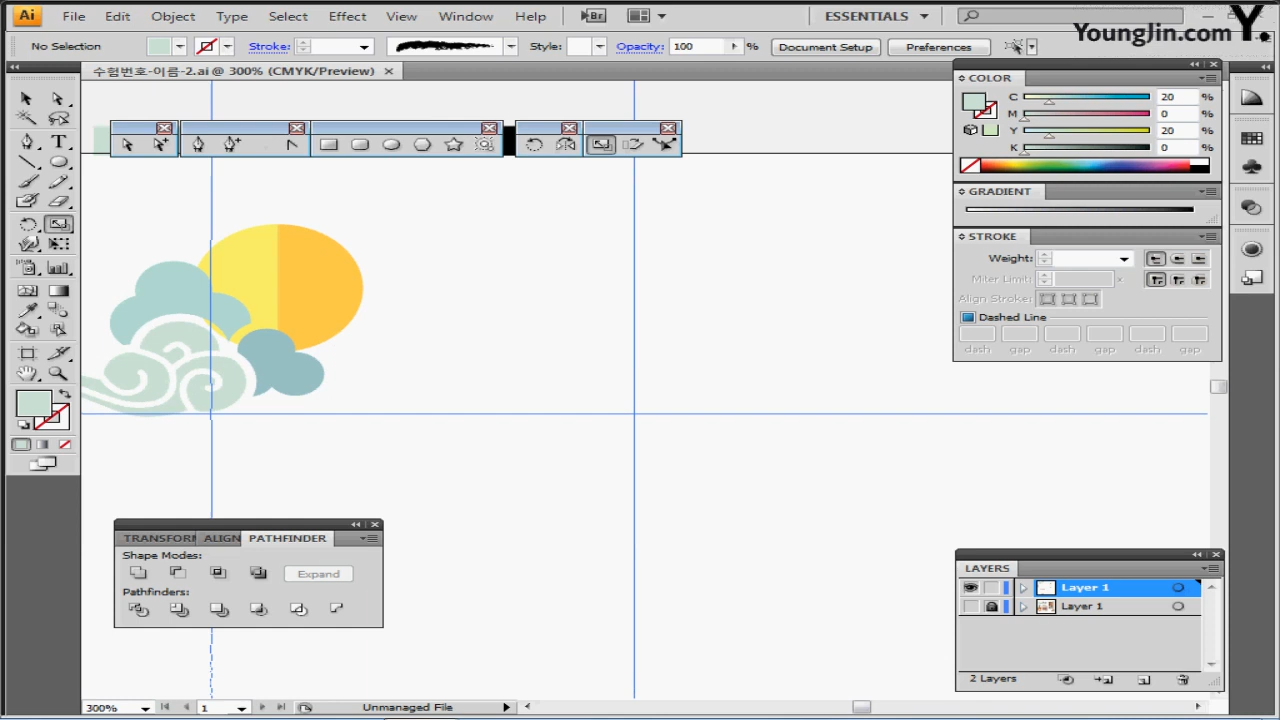 Ai File Edit Object Type Select Effect View Window Help Br ESSENTIALS
Y.
YoungJin.com
No Selection Stroke: Style: Opacity: 100 % Document Setup Preferences
수험번호-이름-2.ai @ 300% (CMYK/Preview)
COLOR
C 20 %
M 0 %
Y 20 %
K 0 %
GRADIENT
STROKE
Weight:
Miter Limit: x
Align Stroke:
Dashed Line
dash gap dash gap dash gap
TRANSFORM ALIGN PATHFINDER
Shape Modes:
Expand
Pathfinders:
LAYERS
Layer 1
Layer 1
2 Layers
300% 1 Unmanaged File